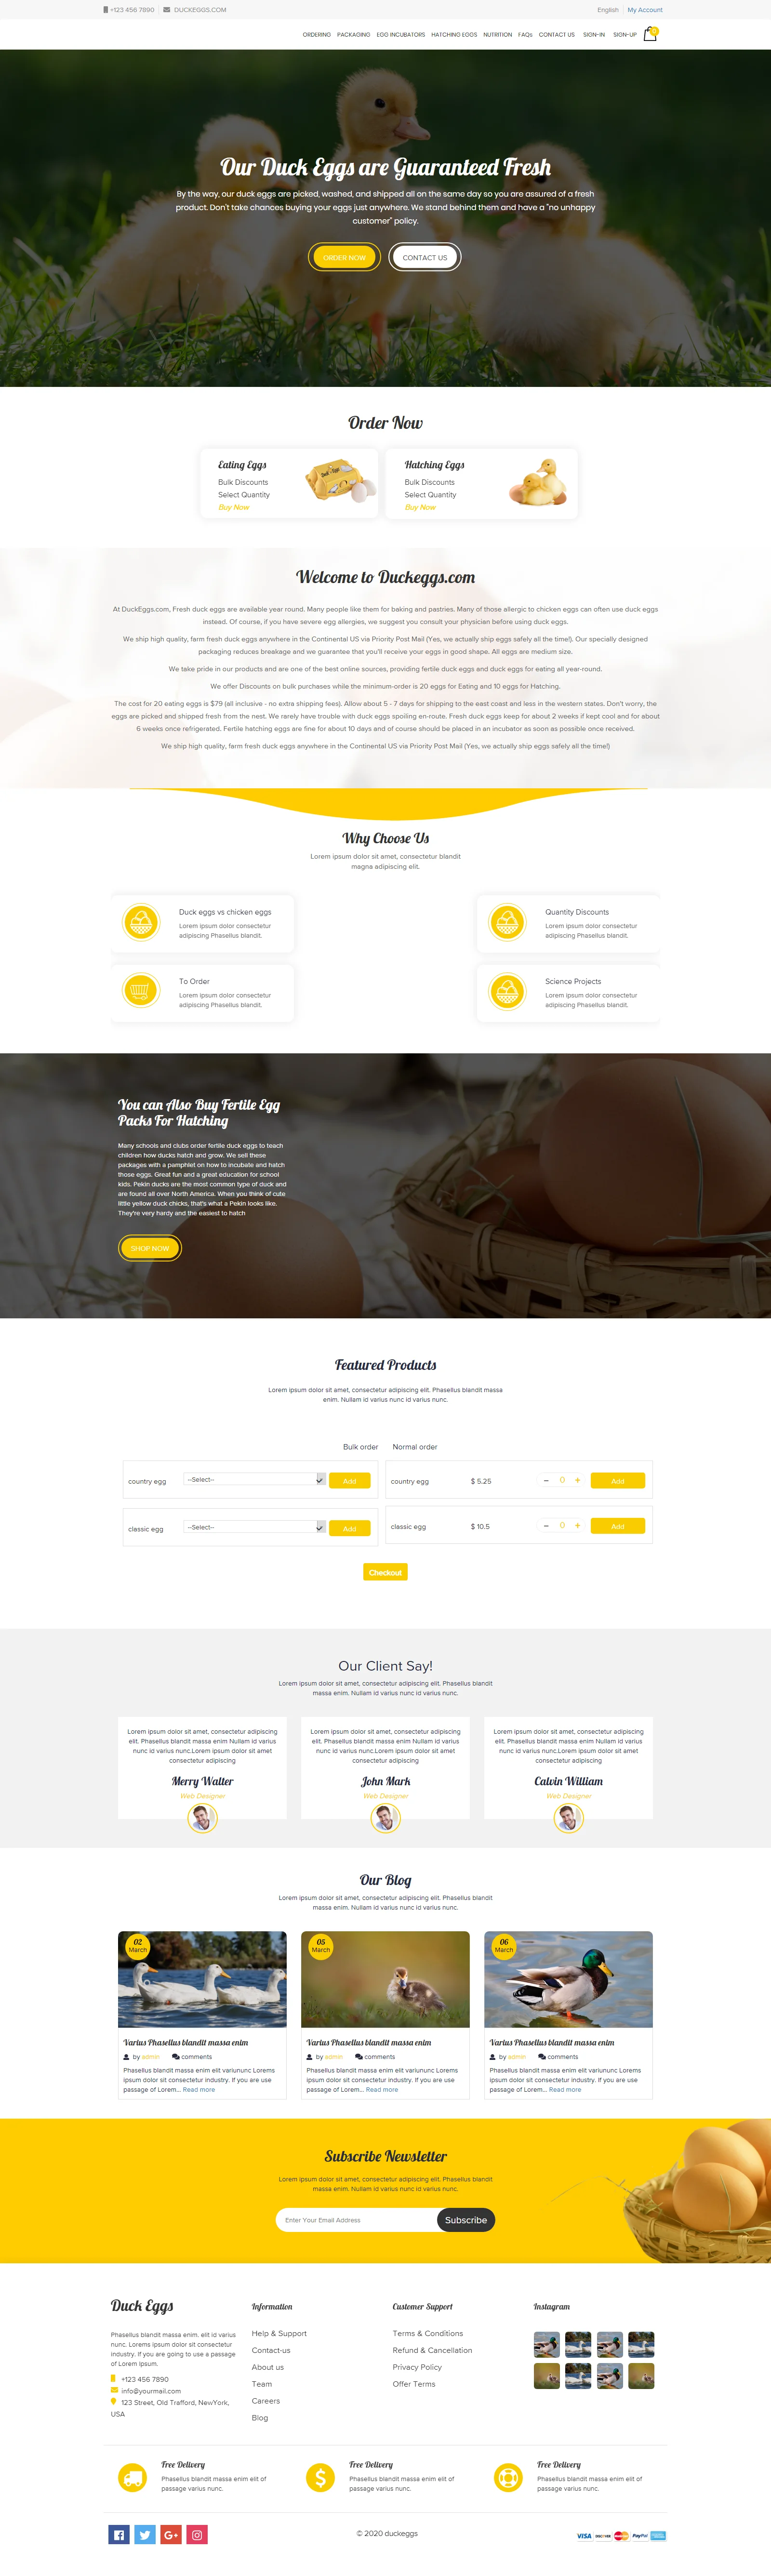 +123 456 7890 DUCKEGGS.COM English My Account
ORDERING PACKAGING EGG INCUBATORS HATCHING EGGS NUTRITION FAQs CONTACT US SIGN-IN SIGN-UP
Our Duck Eggs are Guaranteed Fresh
By the way, our duck eggs are picked, washed, and shipped all on the same day so you are assured of a fresh
product. Don't take chances buying your eggs just anywhere. We stand behind them and have a "no unhappy
customer" policy.
ORDER NOW CONTACT US
Order Now
Eating Eggs
Bulk Discounts
Select Quantity
Buy Now
Hatching Eggs
Bulk Discounts
Select Quantity
Buy Now
Welcome to Duckeggs.com
At DuckEggs.com, Fresh duck eggs are available year round. Many people like them for baking and pastries. Many of those allergic to chicken eggs can often use duck eggs
instead. Of course, if you have severe egg allergies, we suggest you consult your physician before using duck eggs.
We ship high quality, farm fresh duck eggs anywhere in the Continental US via Priority Post Mail (Yes, we actually ship eggs safely all the time!). Our specially designed
packaging reduces breakage and we guarantee that you'll receive your eggs in good shape. All eggs are medium size.
We take pride in our products and are one of the best online sources, providing fertile duck eggs and duck eggs for eating all year-round.
We offer Discounts on bulk purchases while the minimum-order is 20 eggs for Eating and 10 eggs for Hatching.
The cost for 20 eating eggs is $79 (all inclusive - no extra shipping fees). Allow about 5 - 7 days for shipping to the east coast and less in the western states. Don't worry, the
eggs are picked and shipped fresh from the nest. We rarely have trouble with duck eggs spoiling en-route. Fresh duck eggs keep for about 2 weeks if kept cool and for about
6 weeks once refrigerated. Fertile hatching eggs are fine for about 10 days and of course should be placed in an incubator as soon as possible once received.
We ship high quality, farm fresh duck eggs anywhere in the Continental US via Priority Post Mail (Yes, we actually ship eggs safely all the time!)
Why Choose Us
Lorem ipsum dolor sit amet, consectetur blandit
magna adipiscing elit.
Duck eggs vs chicken eggs
Lorem ipsum dolor consectetur
adipiscing Phasellus blandit.
Quantity Discounts
Lorem ipsum dolor consectetur
adipiscing Phasellus blandit.
To Order
Lorem ipsum dolor consectetur
adipiscing Phasellus blandit.
Science Projects
Lorem ipsum dolor consectetur
adipiscing Phasellus blandit.
You can Also Buy Fertile Egg
Packs For Hatching
Many schools and clubs order fertile duck eggs to teach
children how ducks hatch and grow. We sell these
packages with a pamphlet on how to incubate and hatch
those eggs. Great fun and a great education for school
kids. Pekin ducks are the most common type of duck and
are found all over North America. When you think of cute
little yellow duck chicks, that's what a Pekin looks like.
They're very hardy and the easiest to hatch
SHOP NOW
Featured Products
Lorem ipsum dolor sit amet, consectetur adipiscing elit. Phasellus blandit massa
enim. Nullam id varius nunc id varius nunc.
Bulk order Normal order
country egg --Select-- Add
country egg $ 5.25 − 0 + Add
classic egg --Select-- Add
classic egg $ 10.5 − 0 + Add
Checkout
Our Client Say!
Lorem ipsum dolor sit amet, consectetur adipiscing elit. Phasellus blandit
massa enim. Nullam id varius nunc id varius nunc.
Lorem ipsum dolor sit amet, consectetur adipiscing
elit. Phasellus blandit massa enim Nullam id varius
nunc id varius nunc.Lorem ipsum dolor sit amet
consectetur adipiscing
Merry Walter
Web Designer
Lorem ipsum dolor sit amet, consectetur adipiscing
elit. Phasellus blandit massa enim Nullam id varius
nunc id varius nunc.Lorem ipsum dolor sit amet
consectetur adipiscing
John Mark
Web Designer
Lorem ipsum dolor sit amet, consectetur adipiscing
elit. Phasellus blandit massa enim Nullam id varius
nunc id varius nunc.Lorem ipsum dolor sit amet
consectetur adipiscing
Calvin William
Web Designer
Our Blog
Lorem ipsum dolor sit amet, consectetur adipiscing elit. Phasellus blandit
massa enim. Nullam id varius nunc id varius nunc.
02
March
Varius Phasellus blandit massa enim
by admin comments
Phasellus blandit massa enim elit variununc Lorems
ipsum dolor sit consectetur industry. If you are use
passage of Lorem... Read more
05
March
Varius Phasellus blandit massa enim
by admin comments
Phasellus blandit massa enim elit variununc Lorems
ipsum dolor sit consectetur industry. If you are use
passage of Lorem... Read more
06
March
Varius Phasellus blandit massa enim
by admin comments
Phasellus blandit massa enim elit variununc Lorems
ipsum dolor sit consectetur industry. If you are use
passage of Lorem... Read more
Subscribe Newsletter
Lorem ipsum dolor sit amet, consectetur adipiscing elit. Phasellus blandit
massa enim. Nullam id varius nunc id varius nunc.
Enter Your Email Address Subscribe
Duck Eggs
Phasellus blandit massa enim. elit id varius
nunc. Lorems ipsum dolor sit consectetur
industry. If you are going to use a passage
of Lorem Ipsum.
+123 456 7890
info@yourmail.com
123 Street, Old Trafford, NewYork,
USA
Information
Help & Support
Contact-us
About us
Team
Careers
Blog
Customer Support
Terms & Conditions
Refund & Cancellation
Privacy Policy
Offer Terms
Instagram
Free Delivery
Phasellus blandit massa enim elit of
passage varius nunc.
Free Delivery
Phasellus blandit massa enim elit of
passage varius nunc.
Free Delivery
Phasellus blandit massa enim elit of
passage varius nunc.
© 2020 duckeggs
VISA DISCOVER PayPal